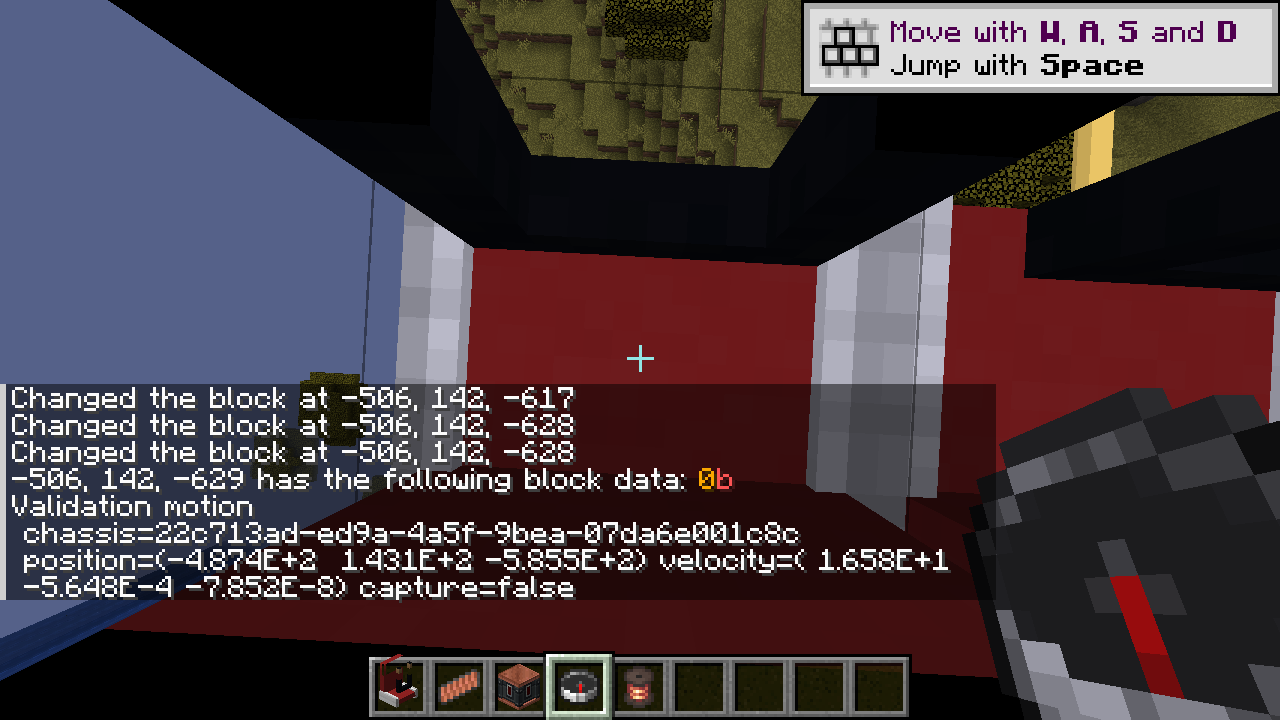 Move with W, A, S and D
Jump with Space
Changed the block at -506, 142, -617
Changed the block at -506, 142, -628
Changed the block at -506, 142, -628
-506, 142, -629 has the following block data: 0b
Validation motion
chassis=22c713ad-ed9a-4a5f-9bea-07da6e001c8c
position=(-4.874E+2  1.431E+2 -5.855E+2) velocity=( 1.658E+1
-5.648E-4 -7.852E-8) capture=false